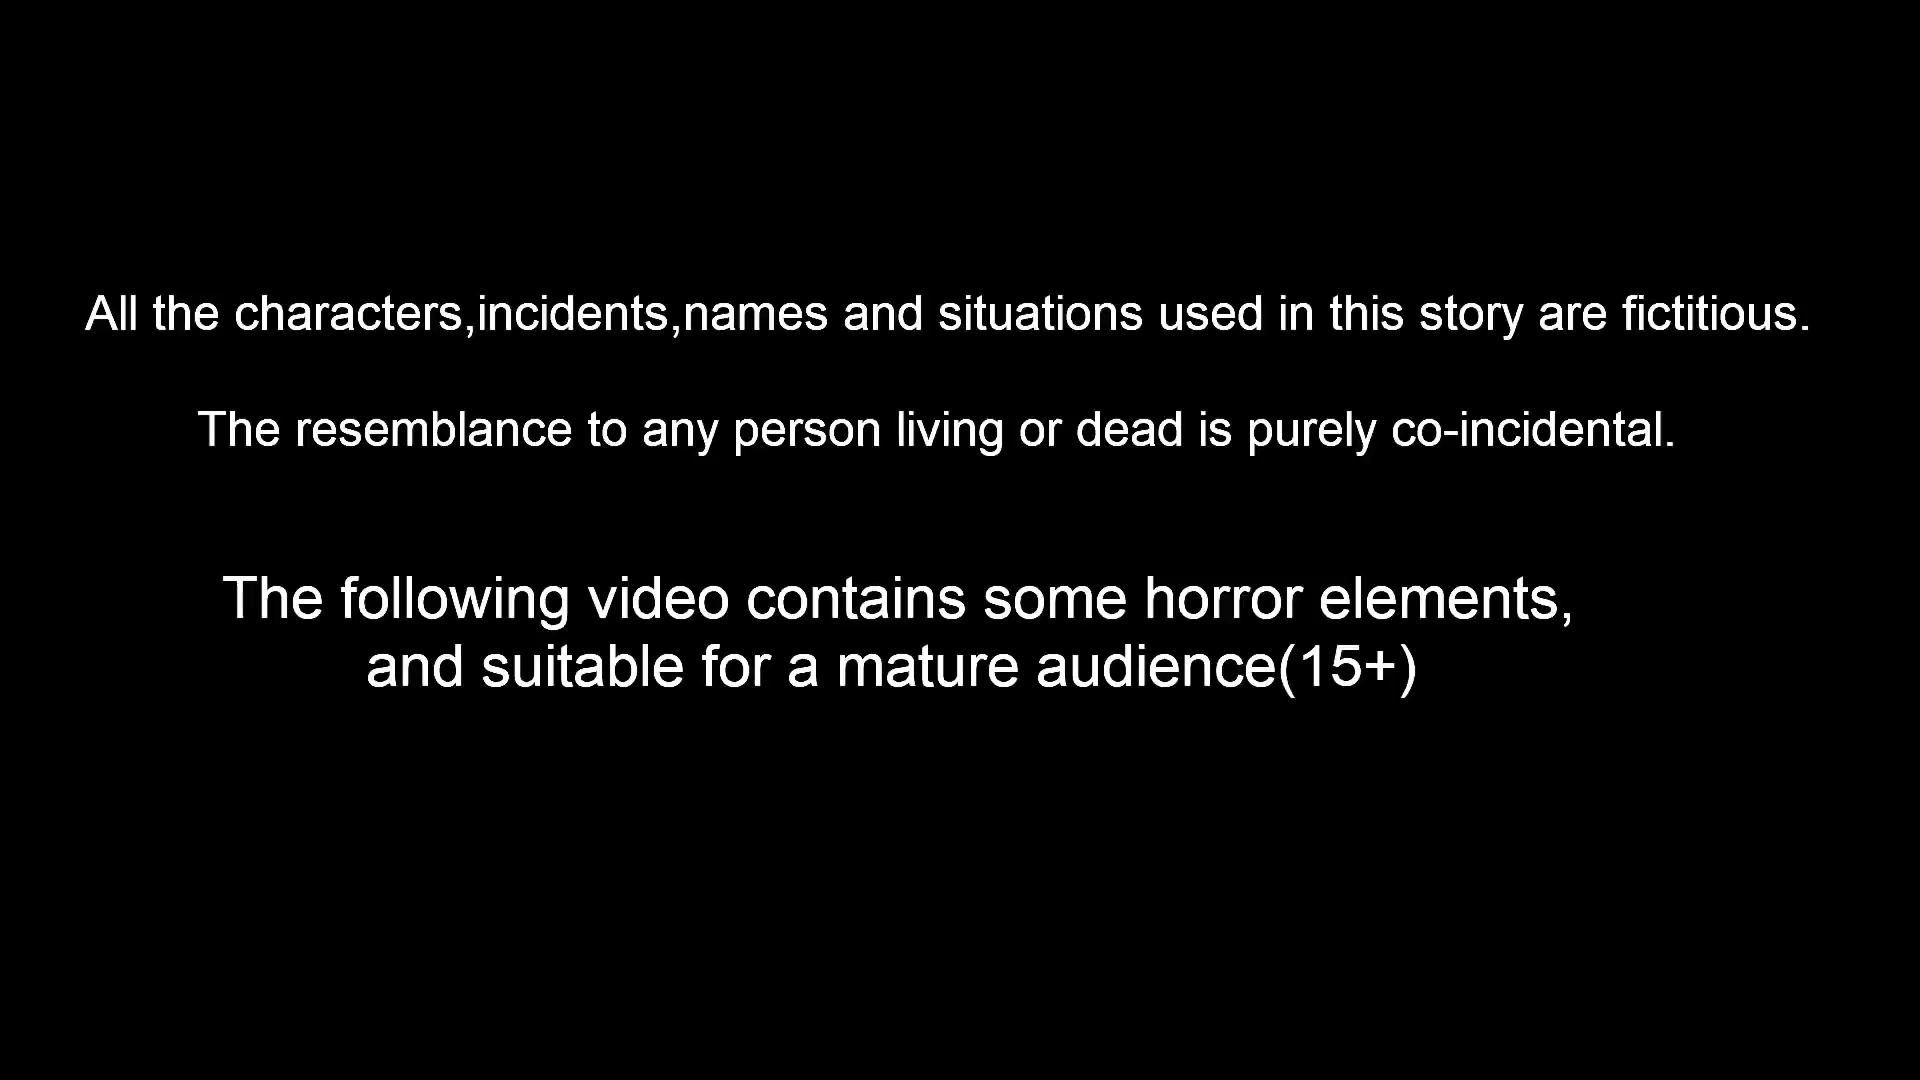 All the characters,incidents,names and situations used in this story are fictitious.
The resemblance to any person living or dead is purely co-incidental.
The following video contains some horror elements,
and suitable for a mature audience(15+)